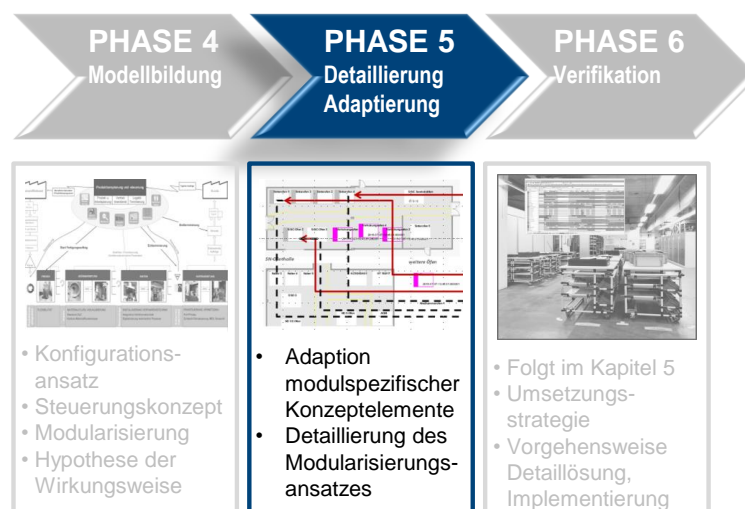 PHASE 4
Modellbildung
PHASE 5
Detaillierung
Adaptierung
PHASE 6
Verifikation
• Konfigurations-
ansatz
• Steuerungskonzept
• Modularisierung
• Hypothese der
Wirkungsweise
• Adaption
modulspezifischer
Konzeptelemente
• Detaillierung des
Modularisierungs-
ansatzes
• Folgt im Kapitel 5
• Umsetzungs-
strategie
• Vorgehensweise
Detaillösung,
Implementierung